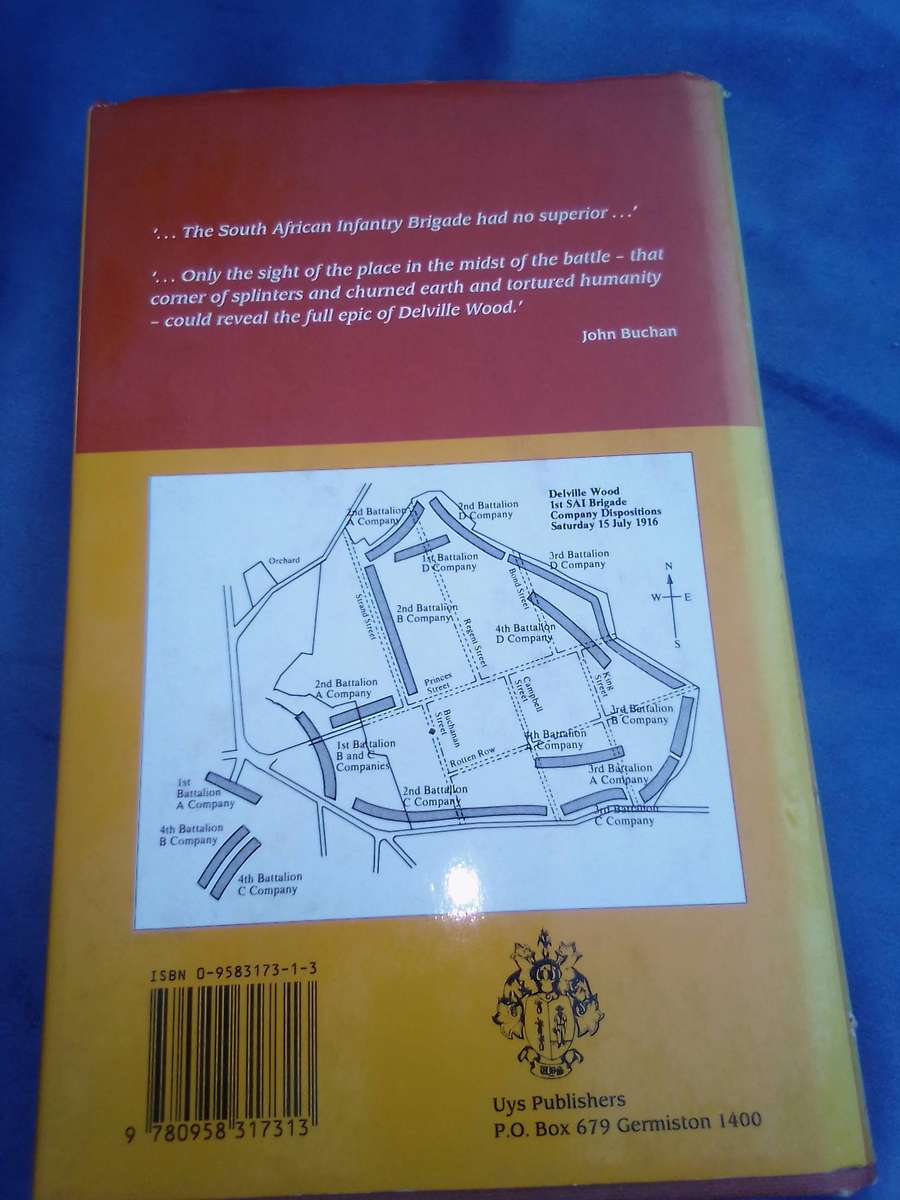 '... The South African Infantry Brigade had no superior ...'
'... Only the sight of the place in the midst of the battle – that
corner of splinters and churned earth and tortured humanity
– could reveal the full epic of Delville Wood.'
John Buchan
Delville Wood
1st SAI Brigade
Company Dispositions
Saturday 15 July 1916
2nd Battalion
A Company
2nd Battalion
D Company
Orchard
1st Battalion
D Company
3rd Battalion
D Company
N
W
E
S
Strand Street
2nd Battalion
B Company
Regent Street
Bond Street
4th Battalion
D Company
2nd Battalion
A Company
Princes
Street
Campbell
Street
King
Street
Buchanan
Street
3rd Battalion
B Company
1st Battalion
B and C
Companies
Rotten Row
4th Battalion
A Company
3rd Battalion
A Company
1st
Battalion
A Company
2nd Battalion
C Company
3rd Battalion
C Company
4th Battalion
B Company
4th Battalion
C Company
ISBN 0-9583173-1-3
9 780958 317313
Uys Publishers
P.O. Box 679 Germiston 1400